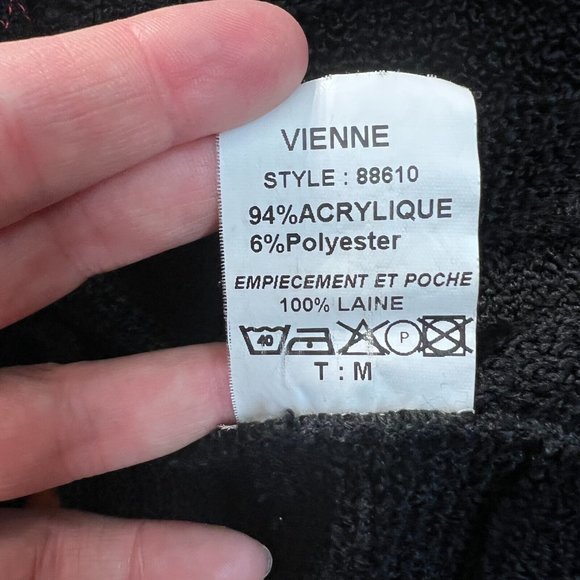 VIENNE
STYLE : 88610
94%ACRYLIQUE
6%Polyester
EMPIECEMENT ET POCHE
100% LAINE
40 P
T : M